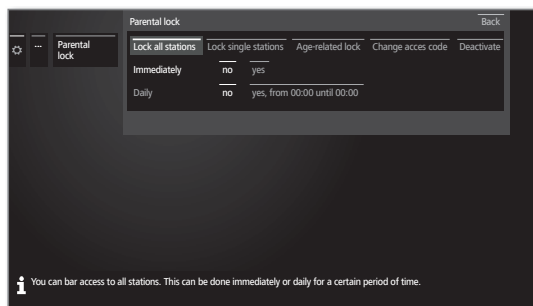 Parental lock Back
... Parental lock
Lock all stations Lock single stations Age-related lock Change acces code Deactivate
Immediately no yes
Daily no yes, from 00:00 until 00:00
i You can bar access to all stations. This can be done immediately or daily for a certain period of time.